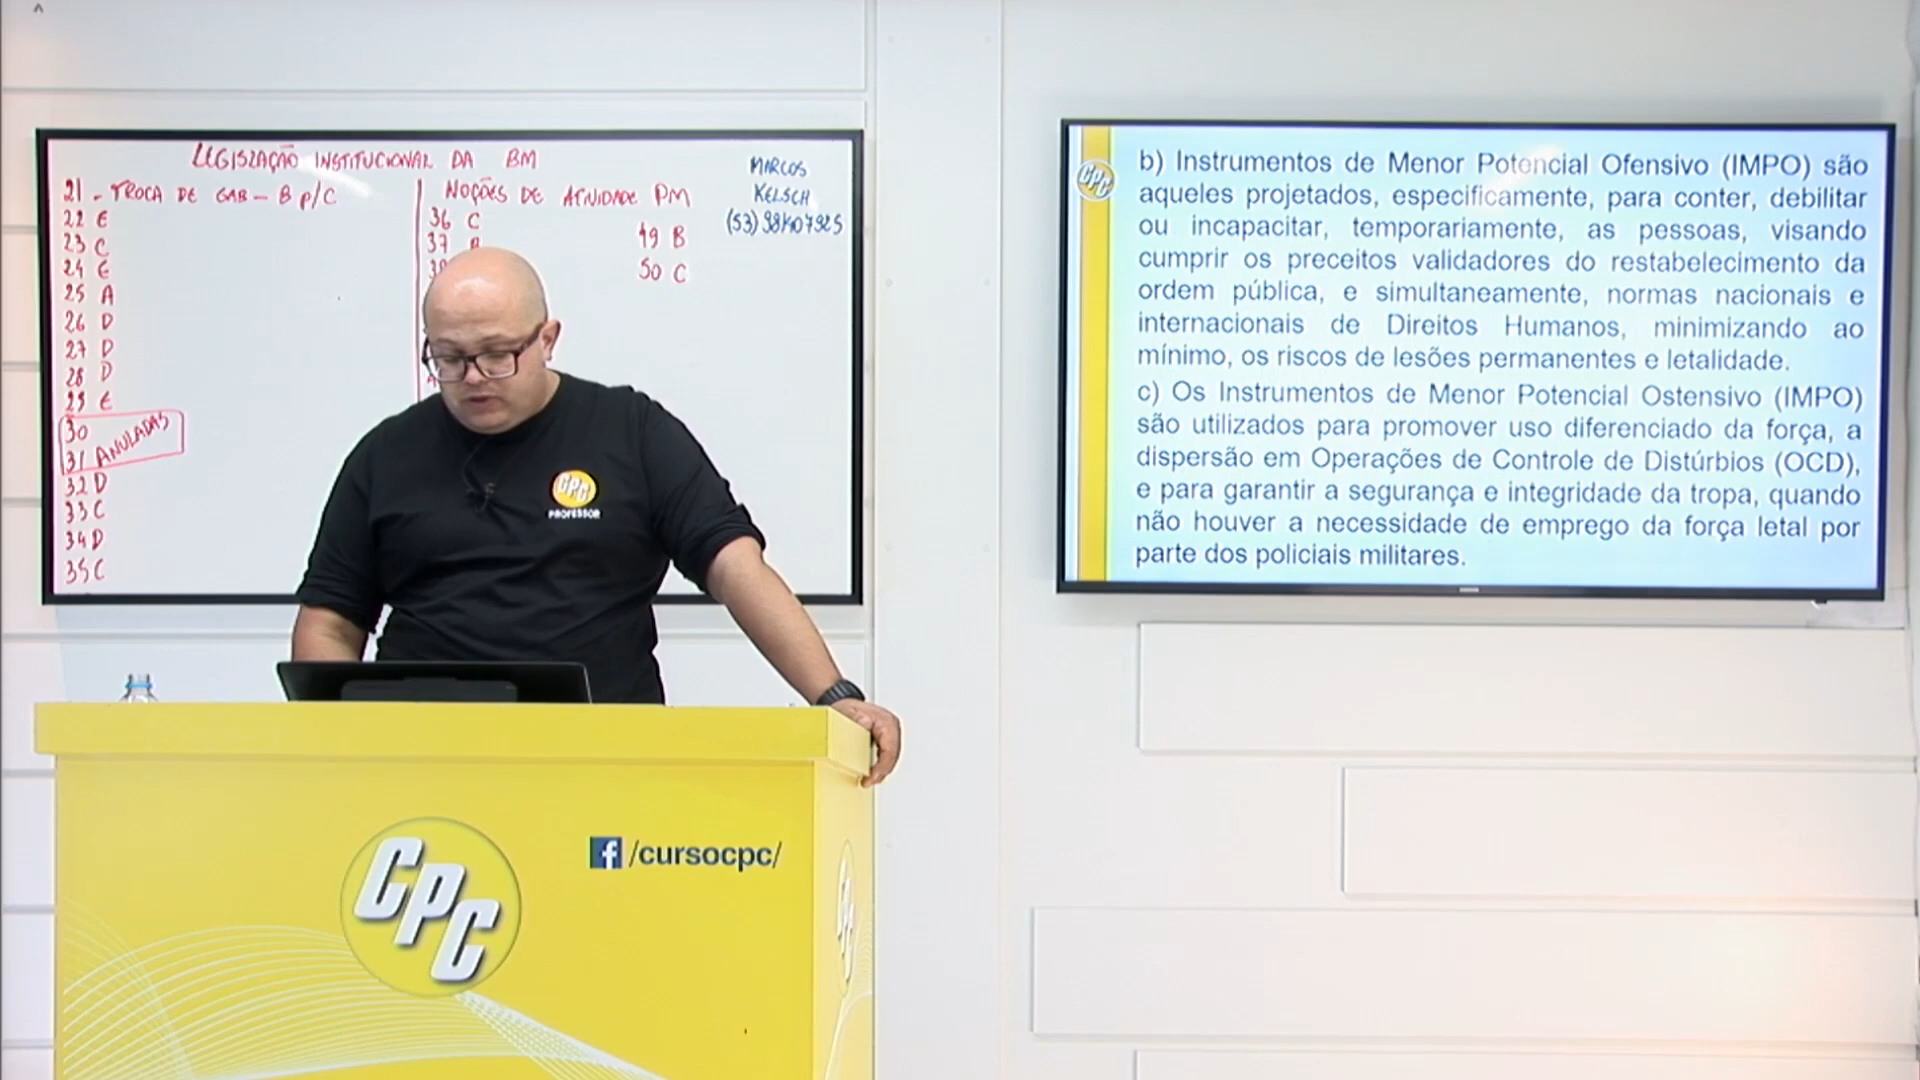 LEGISLAÇÃO INSTITUCIONAL DA BM
21 - TROCA DE GAB - B p/C
22 E
23 C
24 E
25 A
26 D
27 D
28 D
29 E
30
31 ANULADAS
32 D
33 C
34 D
35 C
NOÇÕES DE ATIVIDADE PM
36 C
37
49 B
50 C
MARCOS
KELSCH
CPC
PROFESSOR
CPC
/cursocpc/
CPC
b) Instrumentos de Menor Potencial Ofensivo (IMPO) são
aqueles projetados, especificamente, para conter, debilitar
ou incapacitar, temporariamente, as pessoas, visando
cumprir os preceitos validadores do restabelecimento da
ordem pública, e simultaneamente, normas nacionais e
internacionais de Direitos Humanos, minimizando ao
mínimo, os riscos de lesões permanentes e letalidade.
c) Os Instrumentos de Menor Potencial Ostensivo (IMPO)
são utilizados para promover uso diferenciado da força, a
dispersão em Operações de Controle de Distúrbios (OCD),
e para garantir a segurança e integridade da tropa, quando
não houver a necessidade de emprego da força letal por
parte dos policiais militares.